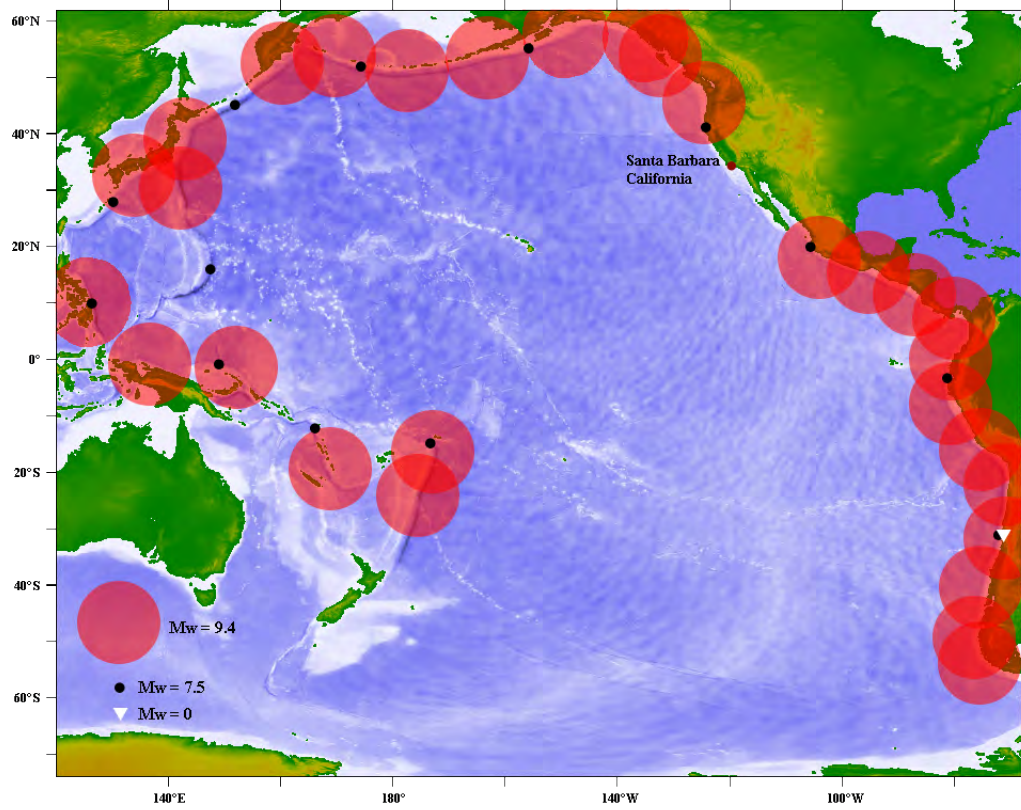 60°N
40°N
Santa Barbara
California
20°N
0°
20°S
40°S
Mw = 9.4
60°S
Mw = 7.5
Mw = 0
140°E
180°
140°W
100°W